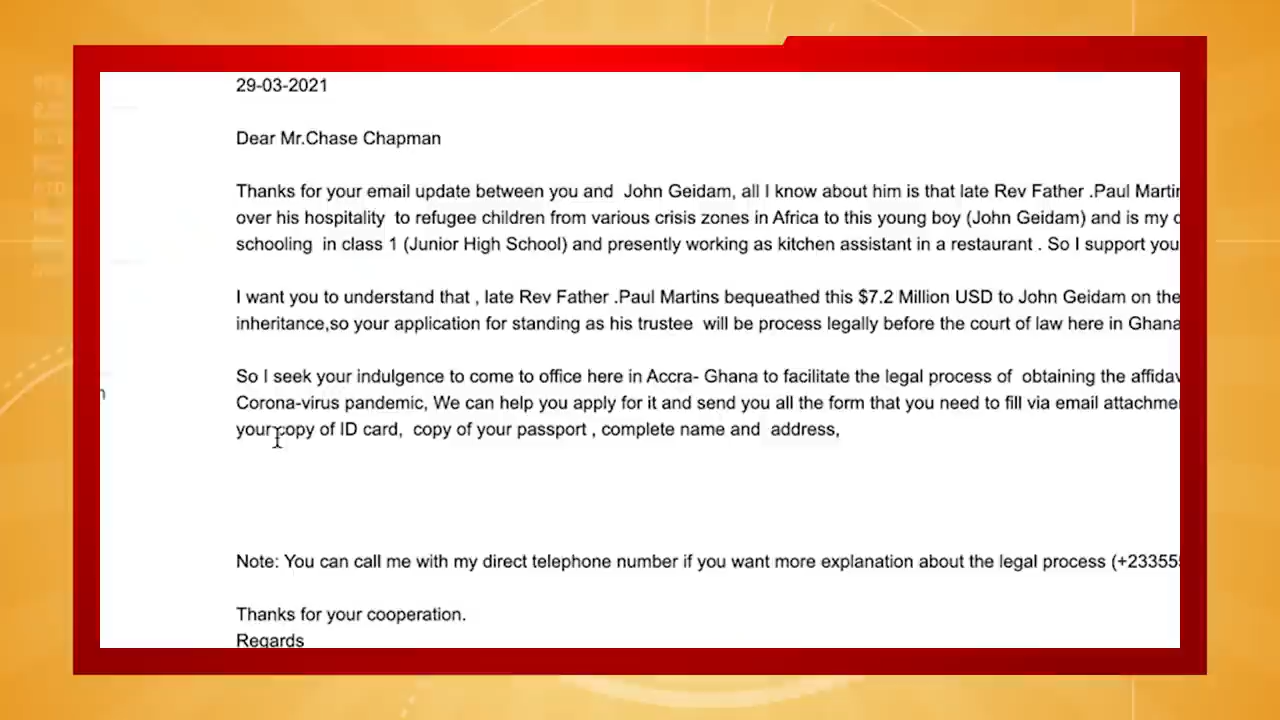 29-03-2021
Dear Mr.Chase Chapman
Thanks for your email update between you and  John Geidam, all I know about him is that late Rev Father .Paul
over his hospitality  to refugee children from various crisis zones in Africa to this young boy (John Geidam) and is my
schooling  in class 1 (Junior High School) and presently working as kitchen assistant in a restaurant . So I support you
I want you to understand that , late Rev Father .Paul Martins bequeathed this $7.2 Million USD to John Geidam on the
inheritance,so your application for standing as his trustee  will be process legally before the court of law here in Ghana
So I seek your indulgence to come to office here in Accra- Ghana to facilitate the legal process of  obtaining the
Corona-virus pandemic, We can help you apply for it and send you all the form that you need to fill via email
your copy of ID card,  copy of your passport , complete name and  address,
Note: You can call me with my direct telephone number if you want more explanation about the legal process
Thanks for your cooperation.
Regards